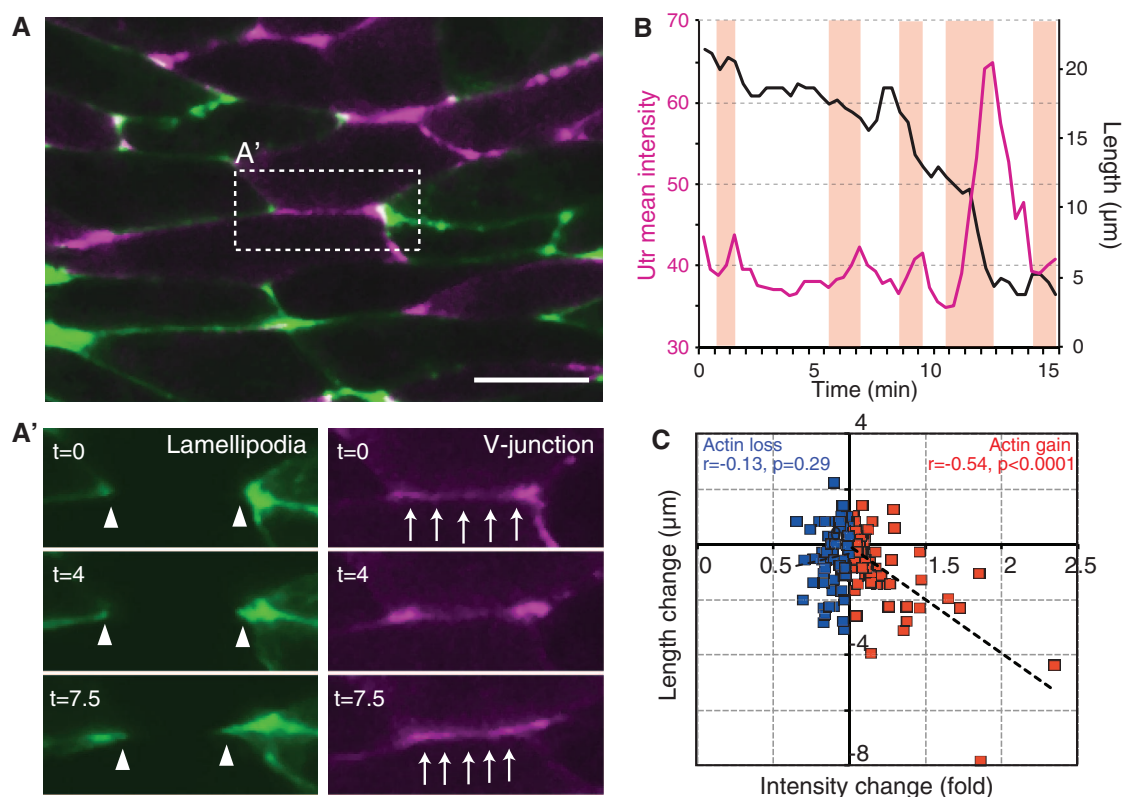 A
A'
B
70
60
50
40
30
Utr mean intensity
20
15
10
5
0
Length (μm)
0
5
10
15
Time (min)
A'
t=0
Lamellipodia
t=0
V-junction
t=4
t=4
t=7.5
t=7.5
C
4
Actin loss
r=-0.13, p=0.29
Actin gain
r=-0.54, p<0.0001
0
0.5
1.5
2
2.5
-4
-8
Length change (μm)
Intensity change (fold)